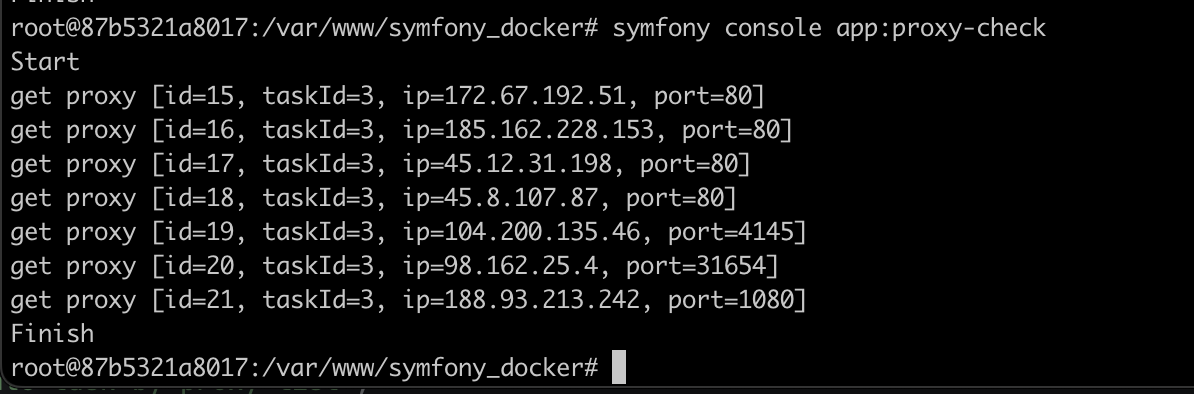 root@87b5321a8017:/var/www/symfony_docker# symfony console app:proxy-check
Start
get proxy [id=15, taskId=3, ip=172.67.192.51, port=80]
get proxy [id=16, taskId=3, ip=185.162.228.153, port=80]
get proxy [id=17, taskId=3, ip=45.12.31.198, port=80]
get proxy [id=18, taskId=3, ip=45.8.107.87, port=80]
get proxy [id=19, taskId=3, ip=104.200.135.46, port=4145]
get proxy [id=20, taskId=3, ip=98.162.25.4, port=31654]
get proxy [id=21, taskId=3, ip=188.93.213.242, port=1080]
Finish
root@87b5321a8017:/var/www/symfony_docker#